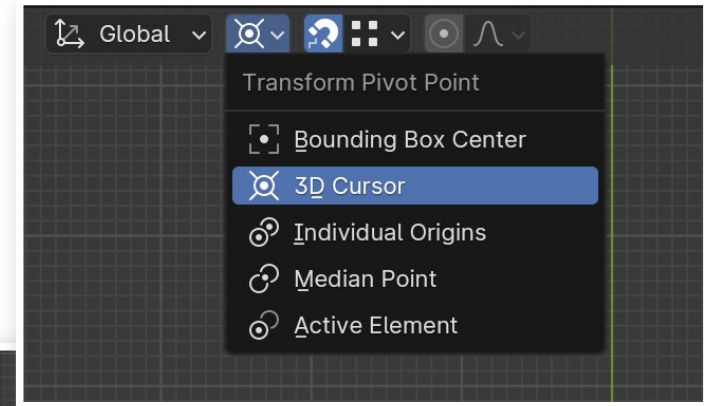 Global
Transform Pivot Point
Bounding Box Center
3D Cursor
Individual Origins
Median Point
Active Element